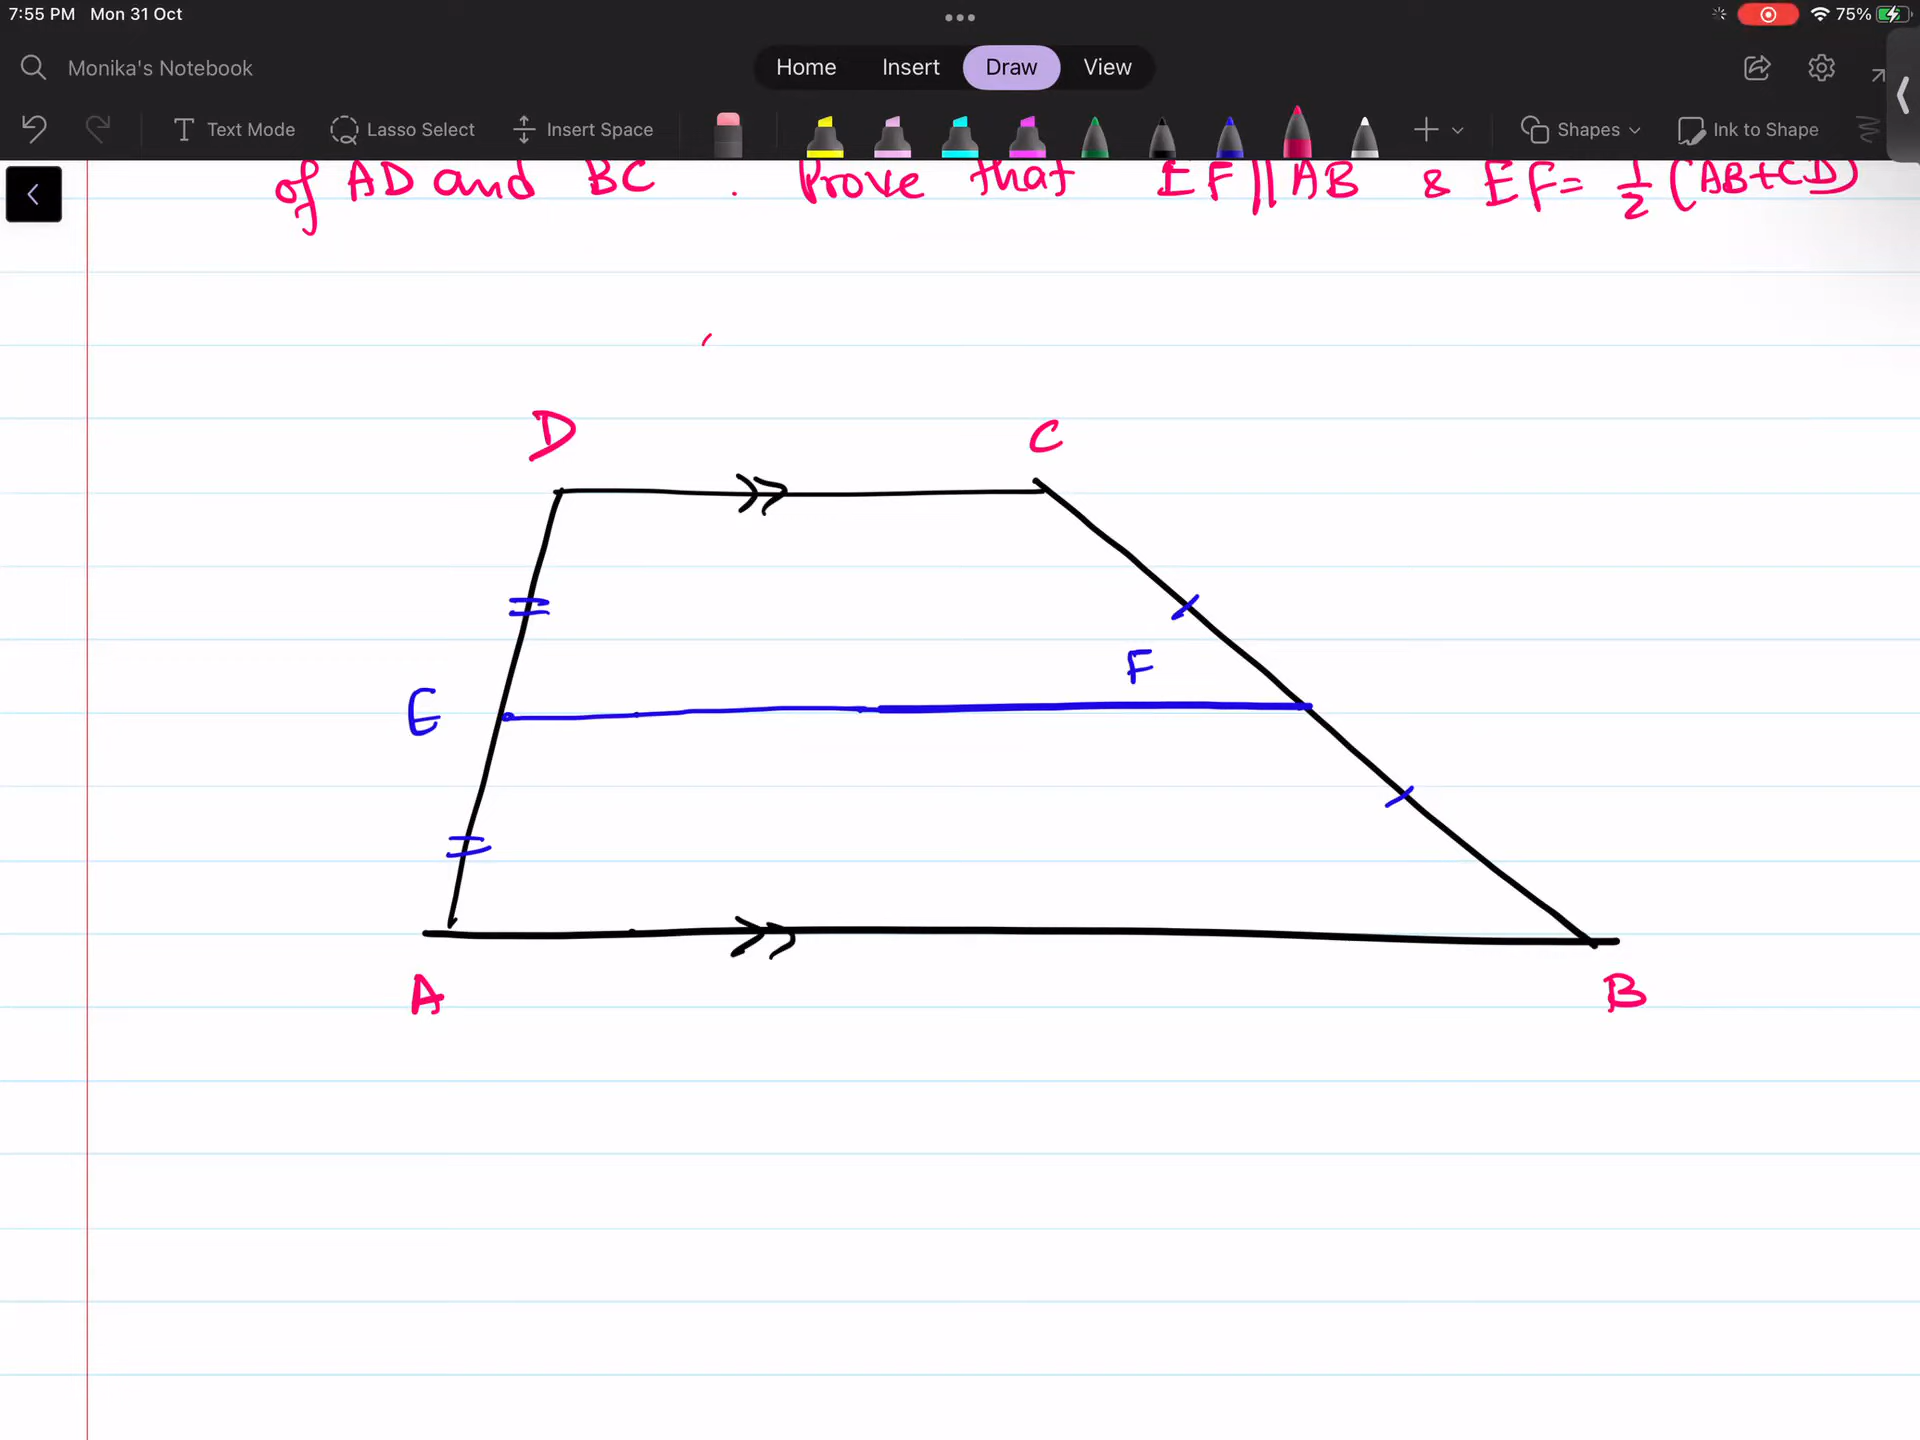 7:55 PM Mon 31 Oct
75%
Monika's Notebook
Home Insert Draw View
Text Mode Lasso Select Insert Space Shapes Ink to Shape
of AD and BC . Prove that EF||AB & EF= 1/2 (AB+CD)
D C
F
E
A B